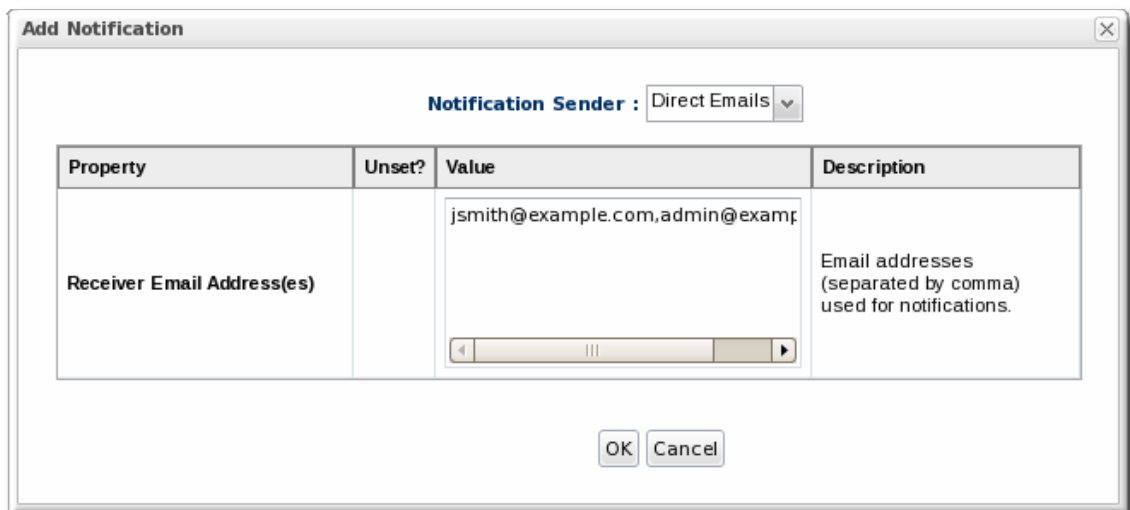 Add Notification
Notification Sender : Direct Emails
Property Unset? Value Description
jsmith@example.com,admin@examp
Receiver Email Address(es)
Email addresses
(separated by comma)
used for notifications.
OK Cancel